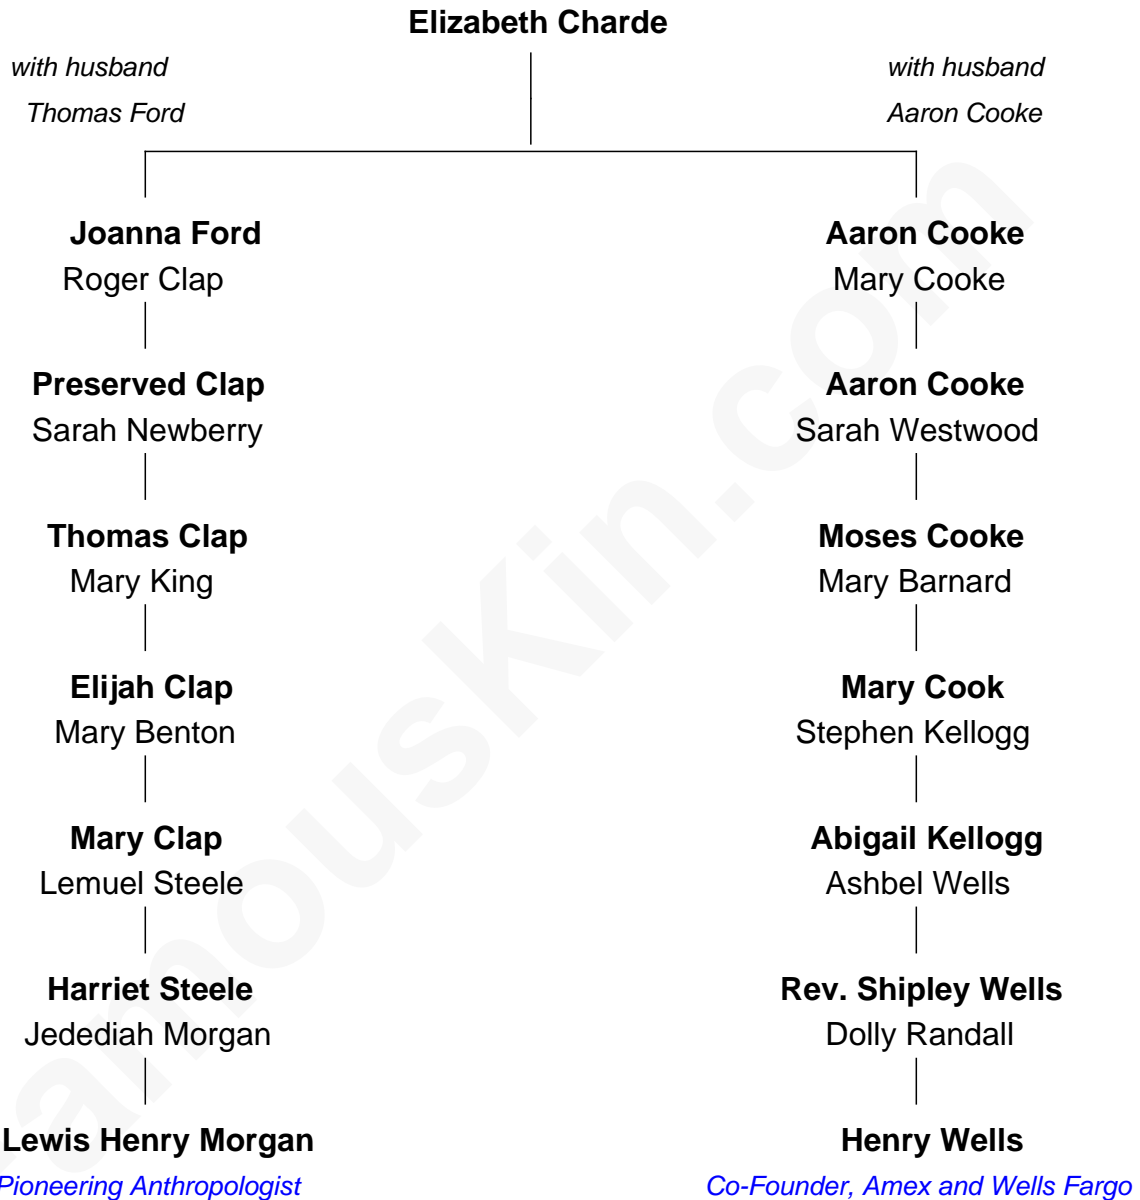 Elizabeth Charde
with husband
Thomas Ford
with husband
Aaron Cooke
Joanna Ford
Roger Clap
Aaron Cooke
Mary Cooke
Preserved Clap
Sarah Newberry
Aaron Cooke
Sarah Westwood
Thomas Clap
Mary King
Moses Cooke
Mary Barnard
Elijah Clap
Mary Benton
Mary Cook
Stephen Kellogg
Mary Clap
Lemuel Steele
Abigail Kellogg
Ashbel Wells
Harriet Steele
Jedediah Morgan
Rev. Shipley Wells
Dolly Randall
Lewis Henry Morgan
Pioneering Anthropologist
Henry Wells
Co-Founder, Amex and Wells Fargo
FamousKin.com